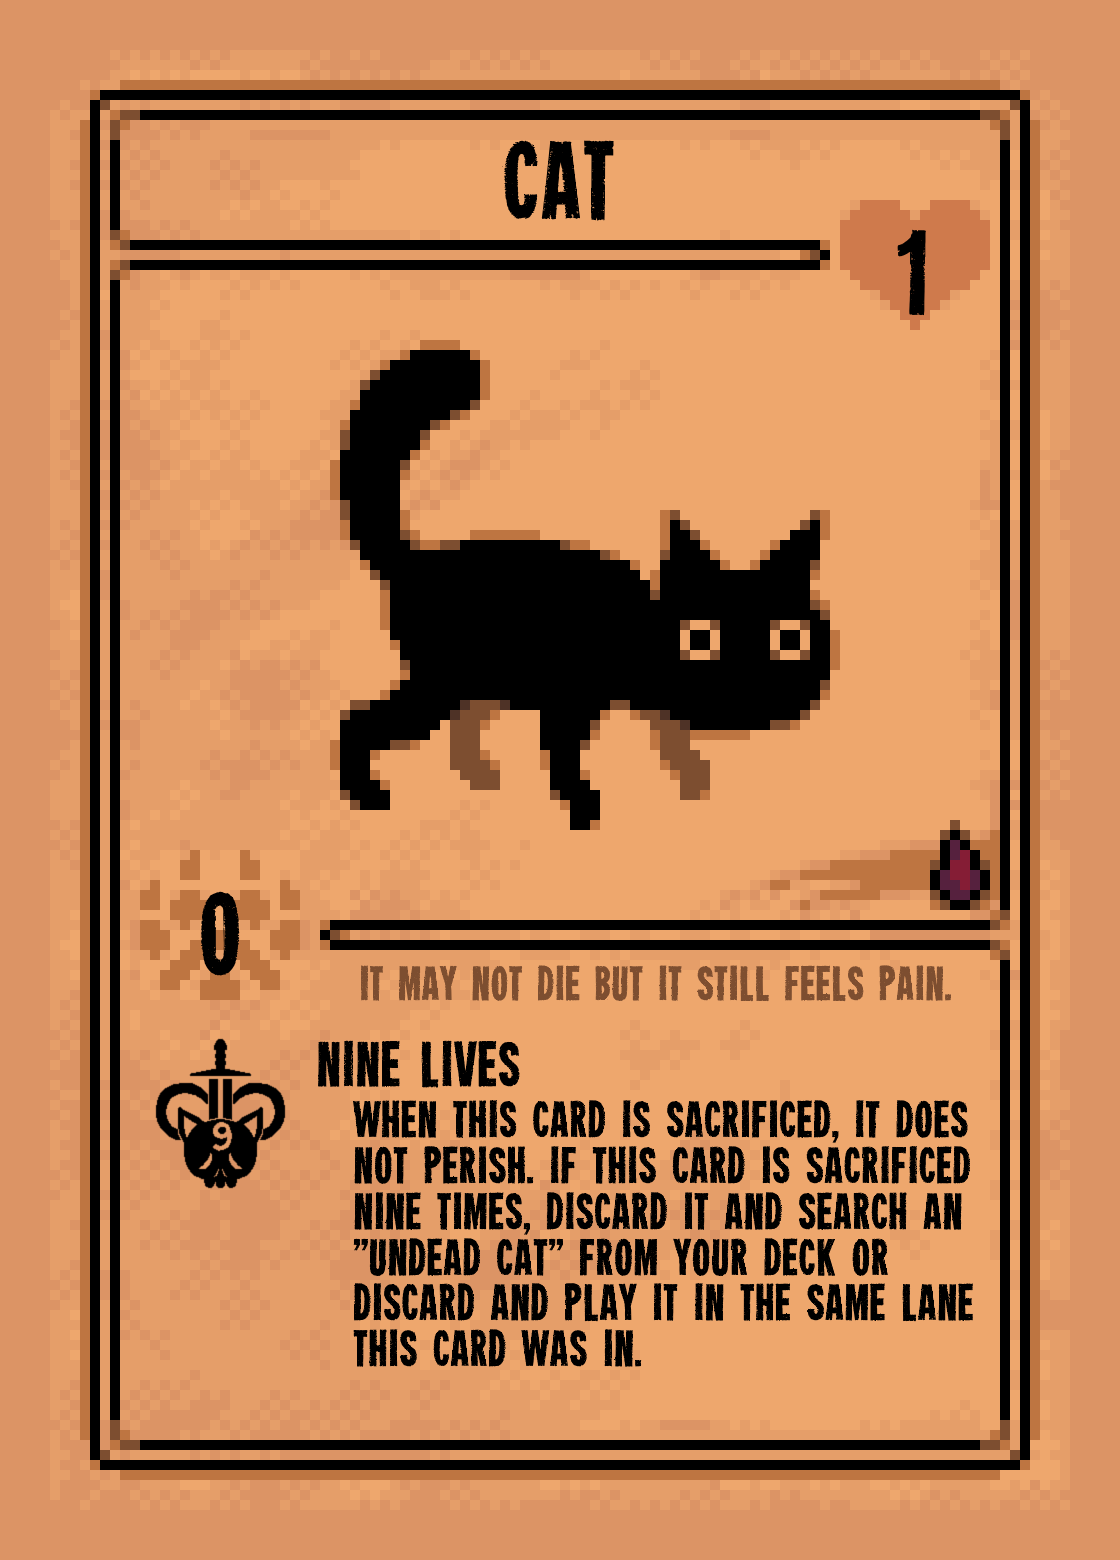 CAT
1
0
IT MAY NOT DIE BUT IT STILL FEELS PAIN.
NINE LIVES
9
WHEN THIS CARD IS SACRIFICED, IT DOES
NOT PERISH. IF THIS CARD IS SACRIFICED
NINE TIMES, DISCARD IT AND SEARCH AN
”UNDEAD CAT” FROM YOUR DECK OR
DISCARD AND PLAY IT IN THE SAME LANE
THIS CARD WAS IN.